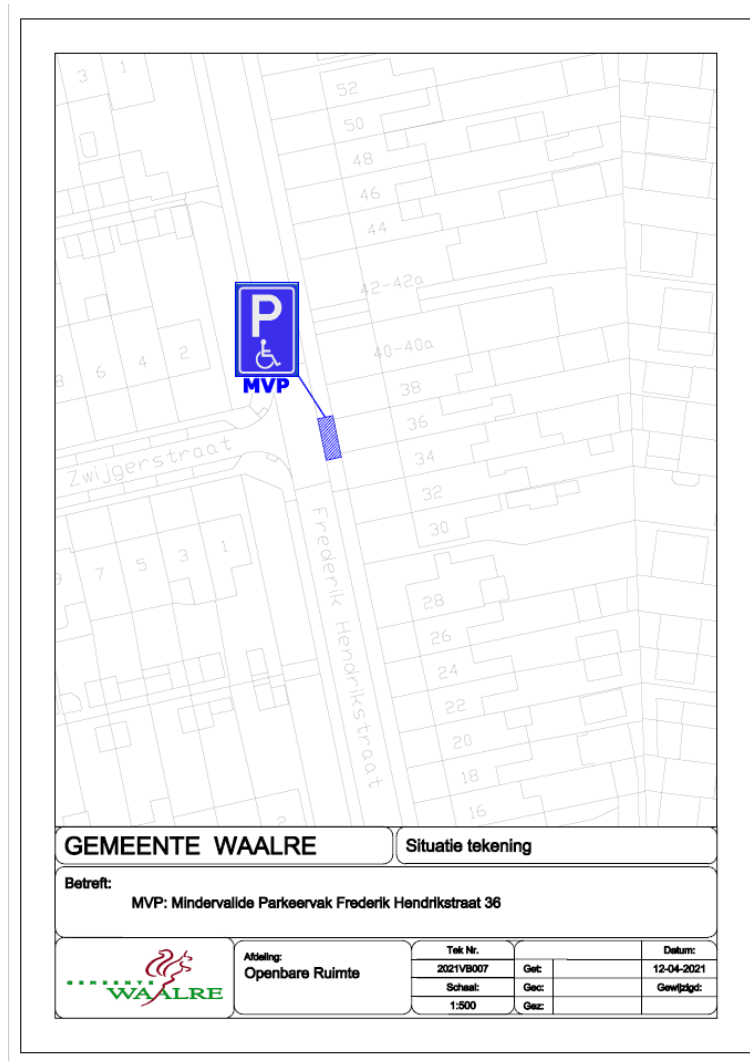 3
1
52
50
48
46
44
42-42a
40-40a
P
MVP
38
36
34
32
30
8
6
4
2
Zwijgerstraat
Frederik Hendrikstraat
9
7
5
3
1
28
26
24
22
20
18
16
2
GEMEENTE WAALRE
Situatie tekening
Betreft:
MVP: Mindervalide Parkeervak Frederik Hendrikstraat 36
GEMEENTE
WAALRE
Afdeling:
Openbare Ruimte
Tek Nr.
2021VB007
Schaal:
1:500
Get:
Gec:
Gez:
Datum:
12-04-2021
Gewijzigd: